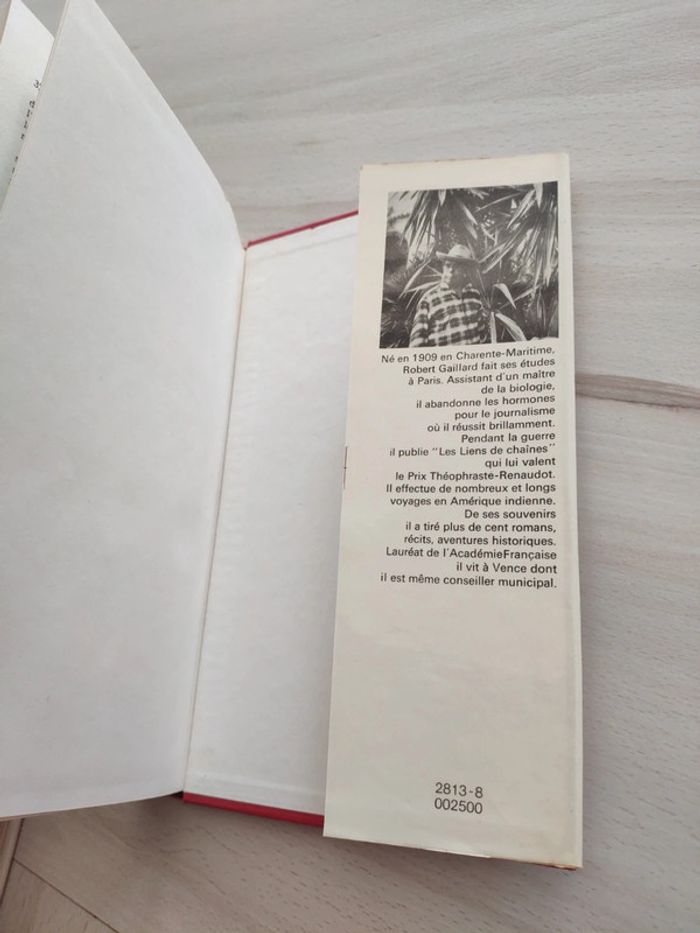 Né en 1909 en Charente-Maritime,
Robert Gaillard fait ses études
à Paris. Assistant d'un maître
de la biologie,
il abandonne les hormones
pour le journalisme
où il réussit brillamment.
Pendant la guerre
il publie "Les Liens de chaînes"
qui lui valent
le Prix Théophraste-Renaudot.
Il effectue de nombreux et longs
voyages en Amérique indienne.
De ses souvenirs
il a tiré plus de cent romans,
récits, aventures historiques.
Lauréat de l'AcadémieFrançaise
il vit à Vence dont
il est même conseiller municipal.
2813-8
002500